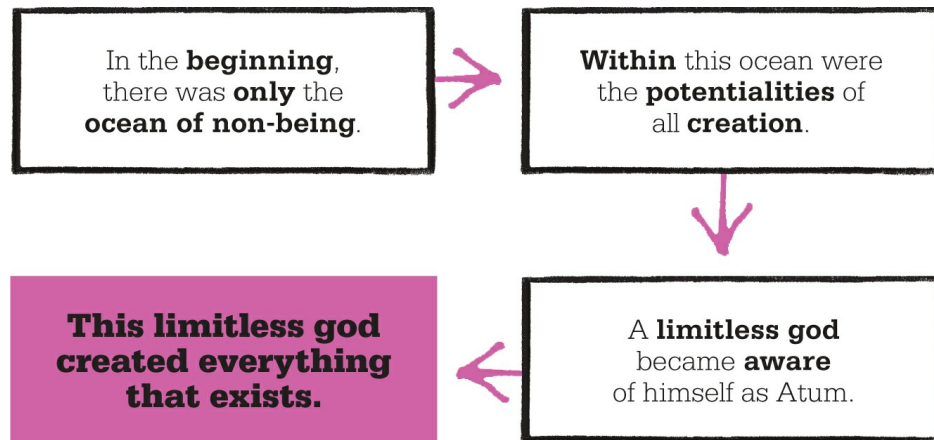 In the beginning,
there was only the
ocean of non-being.
Within this ocean were
the potentialities of
all creation.
A limitless god
became aware
of himself as Atum.
This limitless god
created everything
that exists.